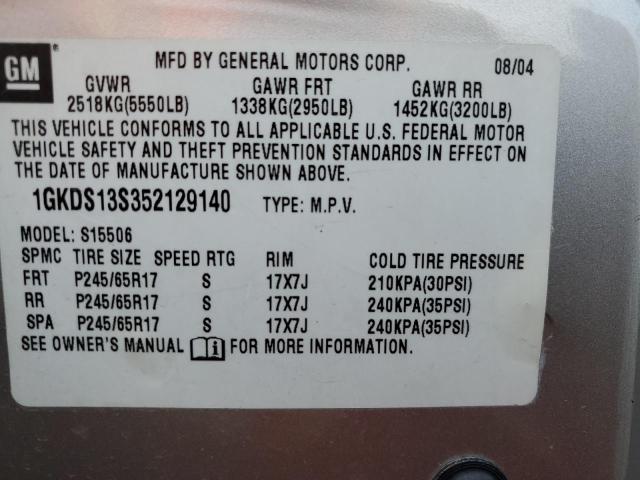 GM
MFD BY GENERAL MOTORS CORP. 08/04
GVWR GAWR FRT GAWR RR
2518KG(5550LB) 1338KG(2950LB) 1452KG(3200LB)
THIS VEHICLE CONFORMS TO ALL APPLICABLE U.S. FEDERAL MOTOR
VEHICLE SAFETY AND THEFT PREVENTION STANDARDS IN EFFECT ON
THE DATE OF MANUFACTURE SHOWN ABOVE.
1GKDS13S352129140 TYPE: M.P.V.
MODEL: S15506
SPMC TIRE SIZE SPEED RTG RIM COLD TIRE PRESSURE
FRT P245/65R17 S 17X7J 210KPA(30PSI)
RR P245/65R17 S 17X7J 240KPA(35PSI)
SPA P245/65R17 S 17X7J 240KPA(35PSI)
SEE OWNER'S MANUAL i FOR MORE INFORMATION.